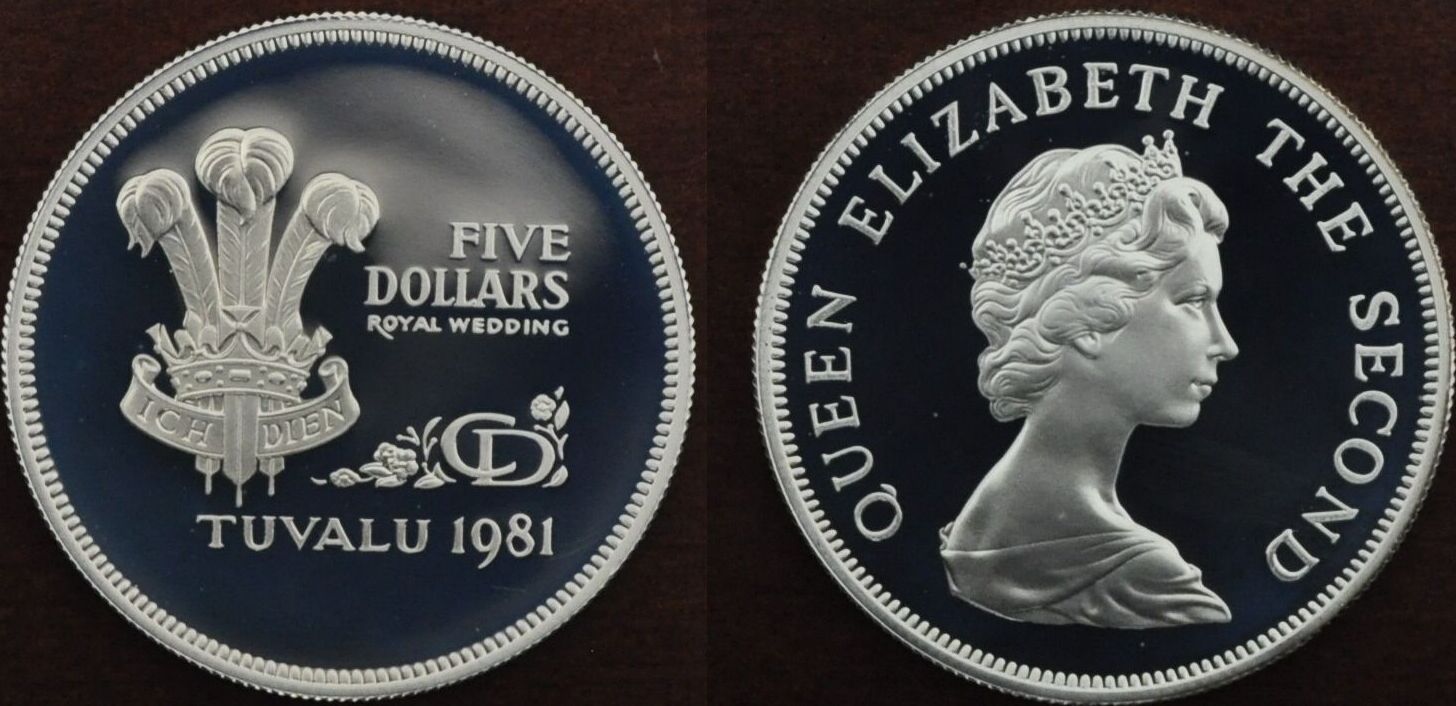 FIVE
DOLLARS
ROYAL WEDDING
ICH DIEN
CD
TUVALU 1981
QUEEN ELIZABETH THE SECOND